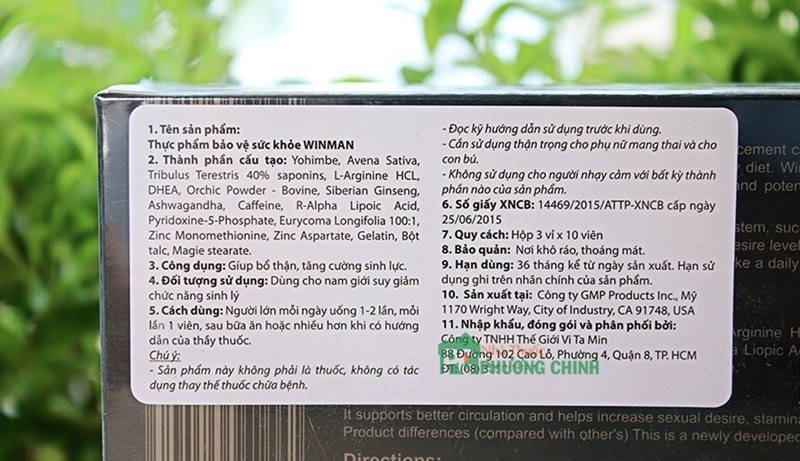 1. Tên sản phẩm:
Thực phẩm bảo vệ sức khỏe WINMAN
2. Thành phần cấu tạo: Yohimbe, Avena Sativa,
Tribulus Terestris 40% saponins, L-Arginine HCL,
DHEA, Orchic Powder - Bovine, Siberian Ginseng,
Ashwagandha, Caffeine, R-Alpha Lipoic Acid,
Pyridoxine-5-Phosphate, Eurycoma Longifolia 100:1,
Zinc Monomethionine, Zinc Aspartate, Gelatin, Bột
talc, Magie stearate.
3. Công dụng: Giúp bổ thận, tăng cường sinh lực.
4. Đối tượng sử dụng: Dùng cho nam giới suy giảm
chức năng sinh lý
5. Cách dùng: Người lớn mỗi ngày uống 1-2 lần, mỗi
lần 1 viên, sau bữa ăn hoặc nhiều hơn khi có hướng
dẫn của thầy thuốc.
Chú ý:
- Sản phẩm này không phải là thuốc, không có tác
dụng thay thế thuốc chữa bệnh.
- Đọc kỹ hướng dẫn sử dụng trước khi dùng.
- Cần sử dụng thận trọng cho phụ nữ mang thai và cho
con bú.
- Không sử dụng cho người nhạy cảm với bất kỳ thành
phần nào của sản phẩm.
6. Số giấy XNCB: 14469/2015/ATTP-XNCB cấp ngày
25/06/2015
7. Quy cách: Hộp 3 vỉ x 10 viên
8. Bảo quản: Nơi khô ráo, thoáng mát.
9. Hạn dùng: 36 tháng kể từ ngày sản xuất. Hạn sử
dụng ghi trên nhãn chính của sản phẩm.
10. Sản xuất tại: Công ty GMP Products Inc., Mỹ
1170 Wright Way, City of Industry, CA 91748, USA
11. Nhập khẩu, đóng gói và phân phối bởi:
Công ty TNHH Thế Giới Vi Ta Min
88 Đường 102 Cao Lỗ, Phường 4, Quận 8, TP. HCM
ĐT: (08) 3
Nhà Thuốc
PHƯƠNG CHINH
cement
diet. Wi
and poten
stem, suc
esire level
ke a daily
Arginine H
a Liopic A
It supports better circulation and helps increase sexual desire, stamina
Product differences (compared with other's) This is a newly developed
Directions: